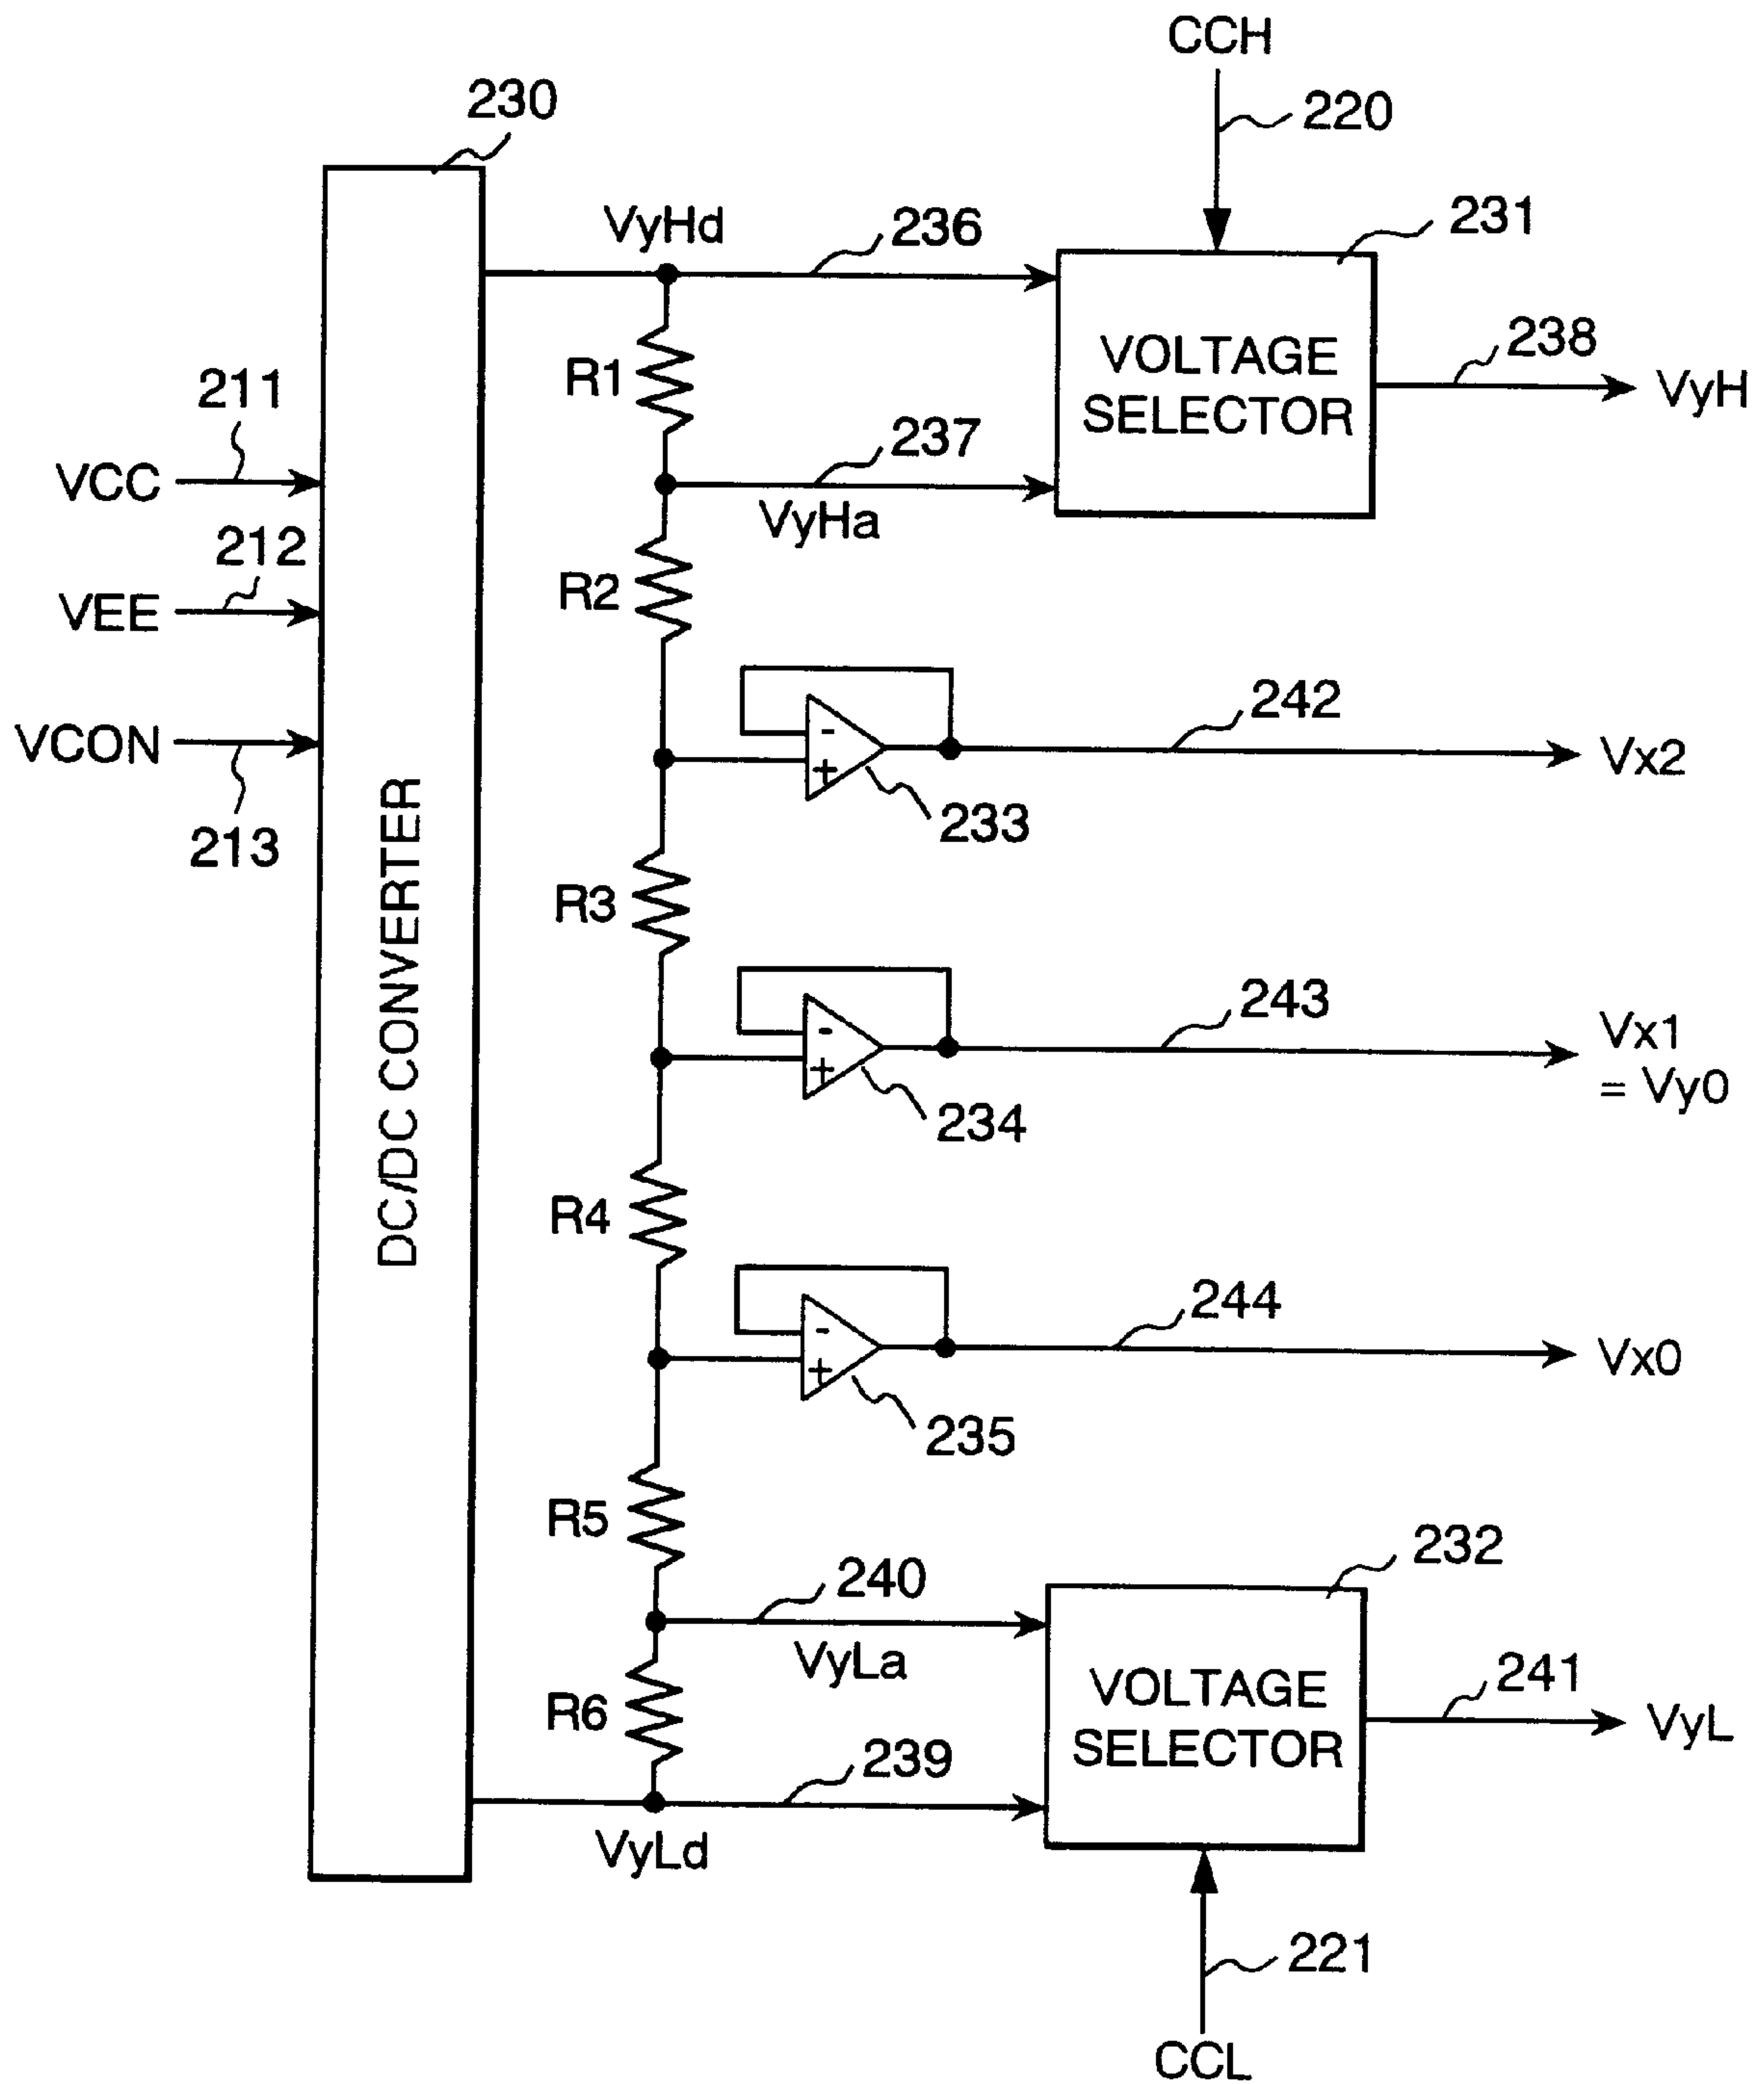 CCH
230
220
VyHd
236
231
R1
VOLTAGE
SELECTOR
238
VyH
211
VCC
237
VyHa
212
VEE
R2
VCON
213
242
Vx2
233
DC/DC CONVERTER
R3
243
Vx1
= Vy0
234
R4
244
Vx0
235
R5
240
VyLa
232
VOLTAGE
SELECTOR
241
VyL
R6
239
VyLd
221
CCL
-
+
-
+
-
+